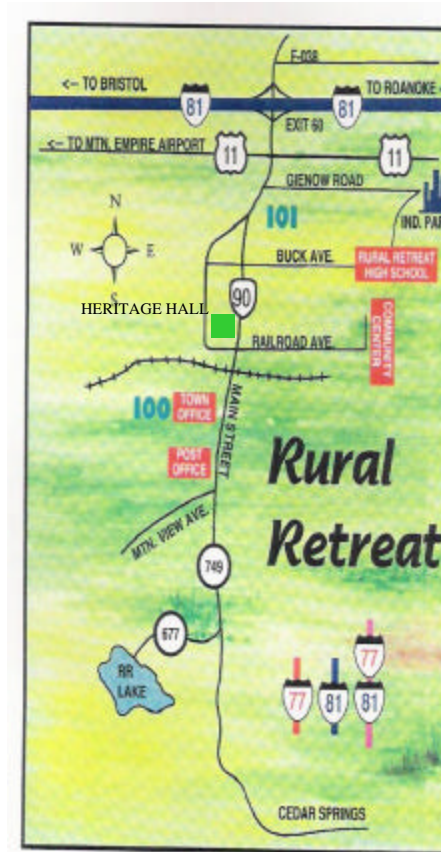 F-038
<- TO BRISTOL
TO ROANOKE
81
81
EXIT 60
<- TO MTN. EMPIRE AIRPORT
11
11
GIENOW ROAD
N
W
E
S
101
IND. PA
BUCK AVE.
RURAL RETREAT
HIGH SCHOOL
90
HERITAGE HALL
RAILROAD AVE.
COMMUNITY
CENTER
100
TOWN
OFFICE
MAIN STREET
POST
OFFICE
Rural
Retreat
MTN. VIEW AVE.
749
677
RR
LAKE
77
77
81
81
CEDAR SPRINGS